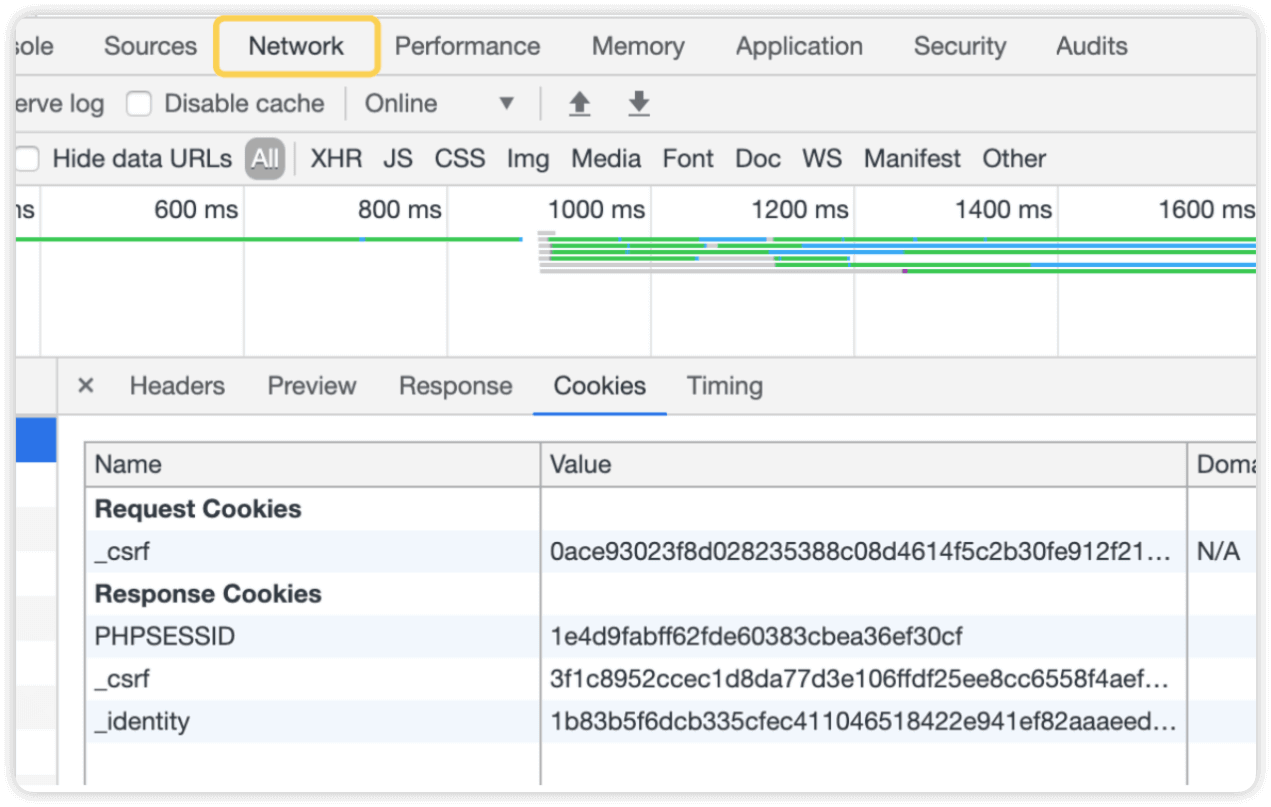 sole Sources Network Performance Memory Application Security Audits
erve log Disable cache Online
Hide data URLs All XHR JS CSS Img Media Font Doc WS Manifest Other
ms 600 ms 800 ms 1000 ms 1200 ms 1400 ms 1600 ms
× Headers Preview Response Cookies Timing
Name Value Doma
Request Cookies
_csrf 0ace93023f8d028235388c08d4614f5c2b30fe912f21... N/A
Response Cookies
PHPSESSID 1e4d9fabff62fde60383cbea36ef30cf
_csrf 3f1c8952ccec1d8da77d3e106ffdf25ee8cc6558f4aef...
_identity 1b83b5f6dcb335cfec411046518422e941ef82aaaeed...